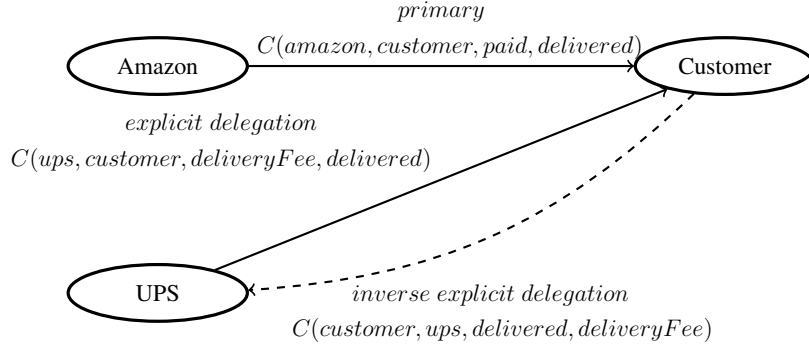 primary
C(amazon, customer, paid, delivered)
Amazon
Customer
explicit delegation
C(ups, customer, deliveryFee, delivered)
UPS
inverse explicit delegation
C(customer, ups, delivered, deliveryFee)